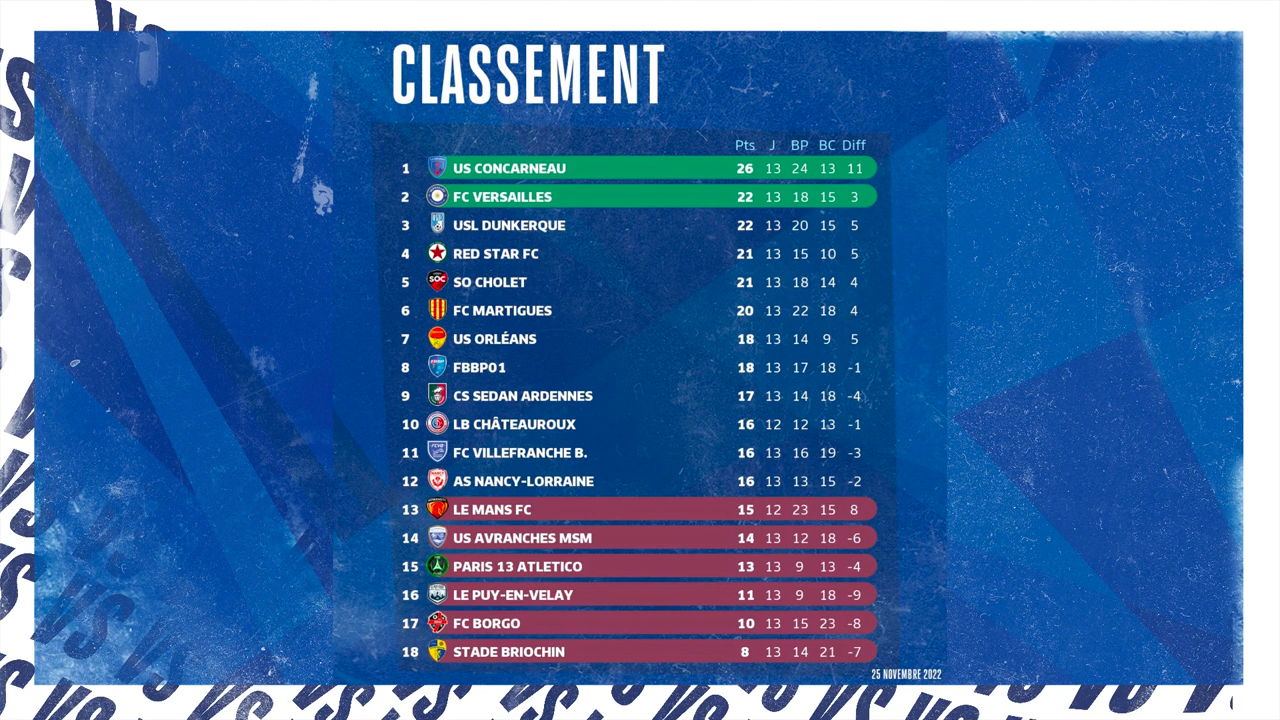 CLASSEMENT
Pts J BP BC Diff
1 US CONCARNEAU 26 13 24 13 11
2 FC VERSAILLES 22 13 18 15 3
3 USL DUNKERQUE 22 13 20 15 5
4 RED STAR FC 21 13 15 10 5
5 SOC SO CHOLET 21 13 18 14 4
6 FC MARTIGUES 20 13 22 18 4
7 US ORLÉANS 18 13 14 9 5
8 FBBP01 18 13 17 18 -1
9 CS SEDAN ARDENNES 17 13 14 18 -4
10 LB CHÂTEAUROUX 16 12 12 13 -1
11 FC VILLEFRANCHE B. 16 13 16 19 -3
12 AS NANCY-LORRAINE 16 13 13 15 -2
13 LE MANS FC 15 12 23 15 8
14 US AVRANCHES MSM 14 13 12 18 -6
15 PARIS 13 ATLETICO 13 13 9 13 -4
16 LE PUY-EN-VELAY 11 13 9 18 -9
17 FC BORGO 10 13 15 23 -8
18 STADE BRIOCHIN 8 13 14 21 -7
25 NOVEMBRE 2022
VS VS VS VS VS VS